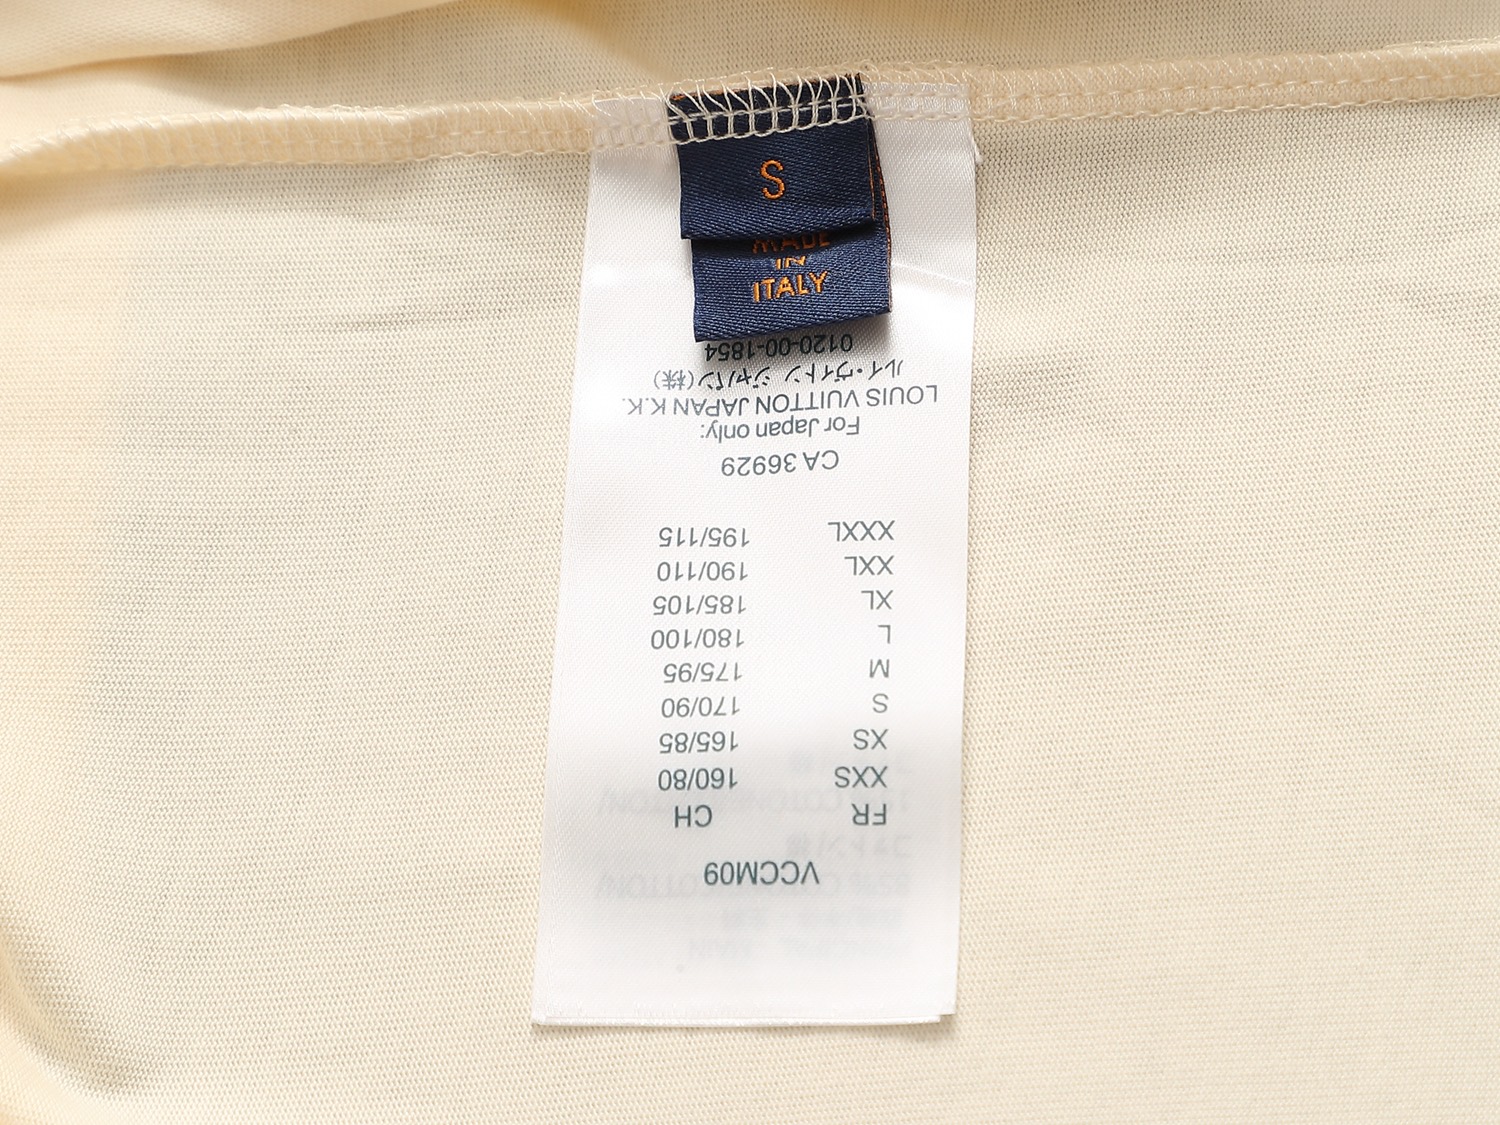 S
MADE
IN
ITALY
VCCM09
FR CH
XXS 160/80
XS 165/85
S 170/90
M 175/95
L 180/100
XL 185/105
XXL 190/110
XXXL 195/115
CA 36929
For Japan only:
LOUIS VUITTON JAPAN K.K.
ルイ・ヴィトン ジャパン(株)
0120-00-1854